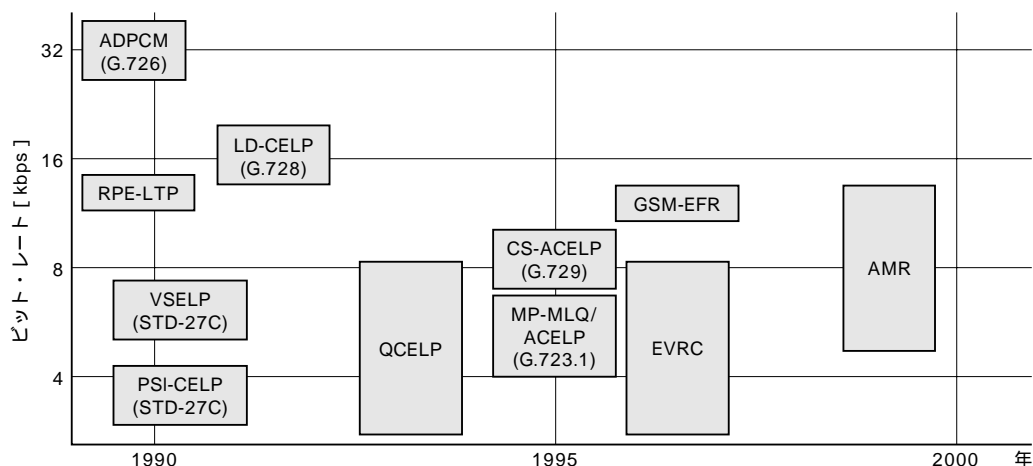 ADPCM
(G.726)
32
LD-CELP
(G.728)
16
RPE-LTP
GSM-EFR
CS-ACELP
(G.729)
8
AMR
VSELP
(STD-27C)
MP-MLQ/
ACELP
(G.723.1)
QCELP
EVRC
4
PSI-CELP
(STD-27C)
ビット・レート [kbps]
1990
1995
2000
年